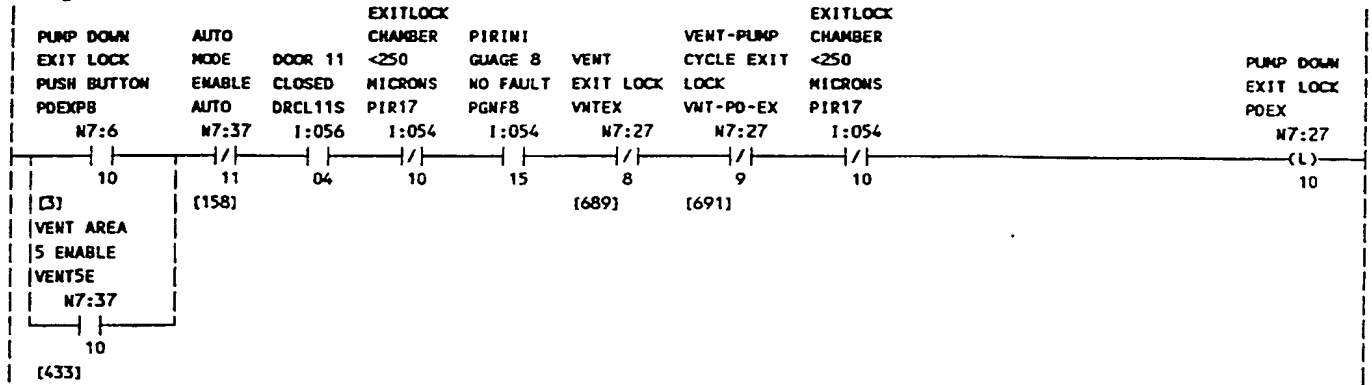 EXITLOCK EXITLOCK
PUMP DOWN AUTO CHAMBER PIRINI VENT-PUMP CHAMBER
EXIT LOCK MODE DOOR 11 <250 GUAGE 8 VENT CYCLE EXIT <250 PUMP DOWN
PUSH BUTTON ENABLE CLOSED MICRONS NO FAULT EXIT LOCK LOCK MICRONS EXIT LOCK
PDEXPB AUTO DRCL11S PIR17 PGNF8 VNTEX VNT-PD-EX PIR17 PDEX
N7:6 N7:37 I:056 I:054 I:054 N7:27 N7:27 I:054 N7:27
(L)
10 11 04 10 15 8 9 10 10
[3] [158] [689] [691]
VENT AREA
5 ENABLE
VENT5E
N7:37
10
[433]